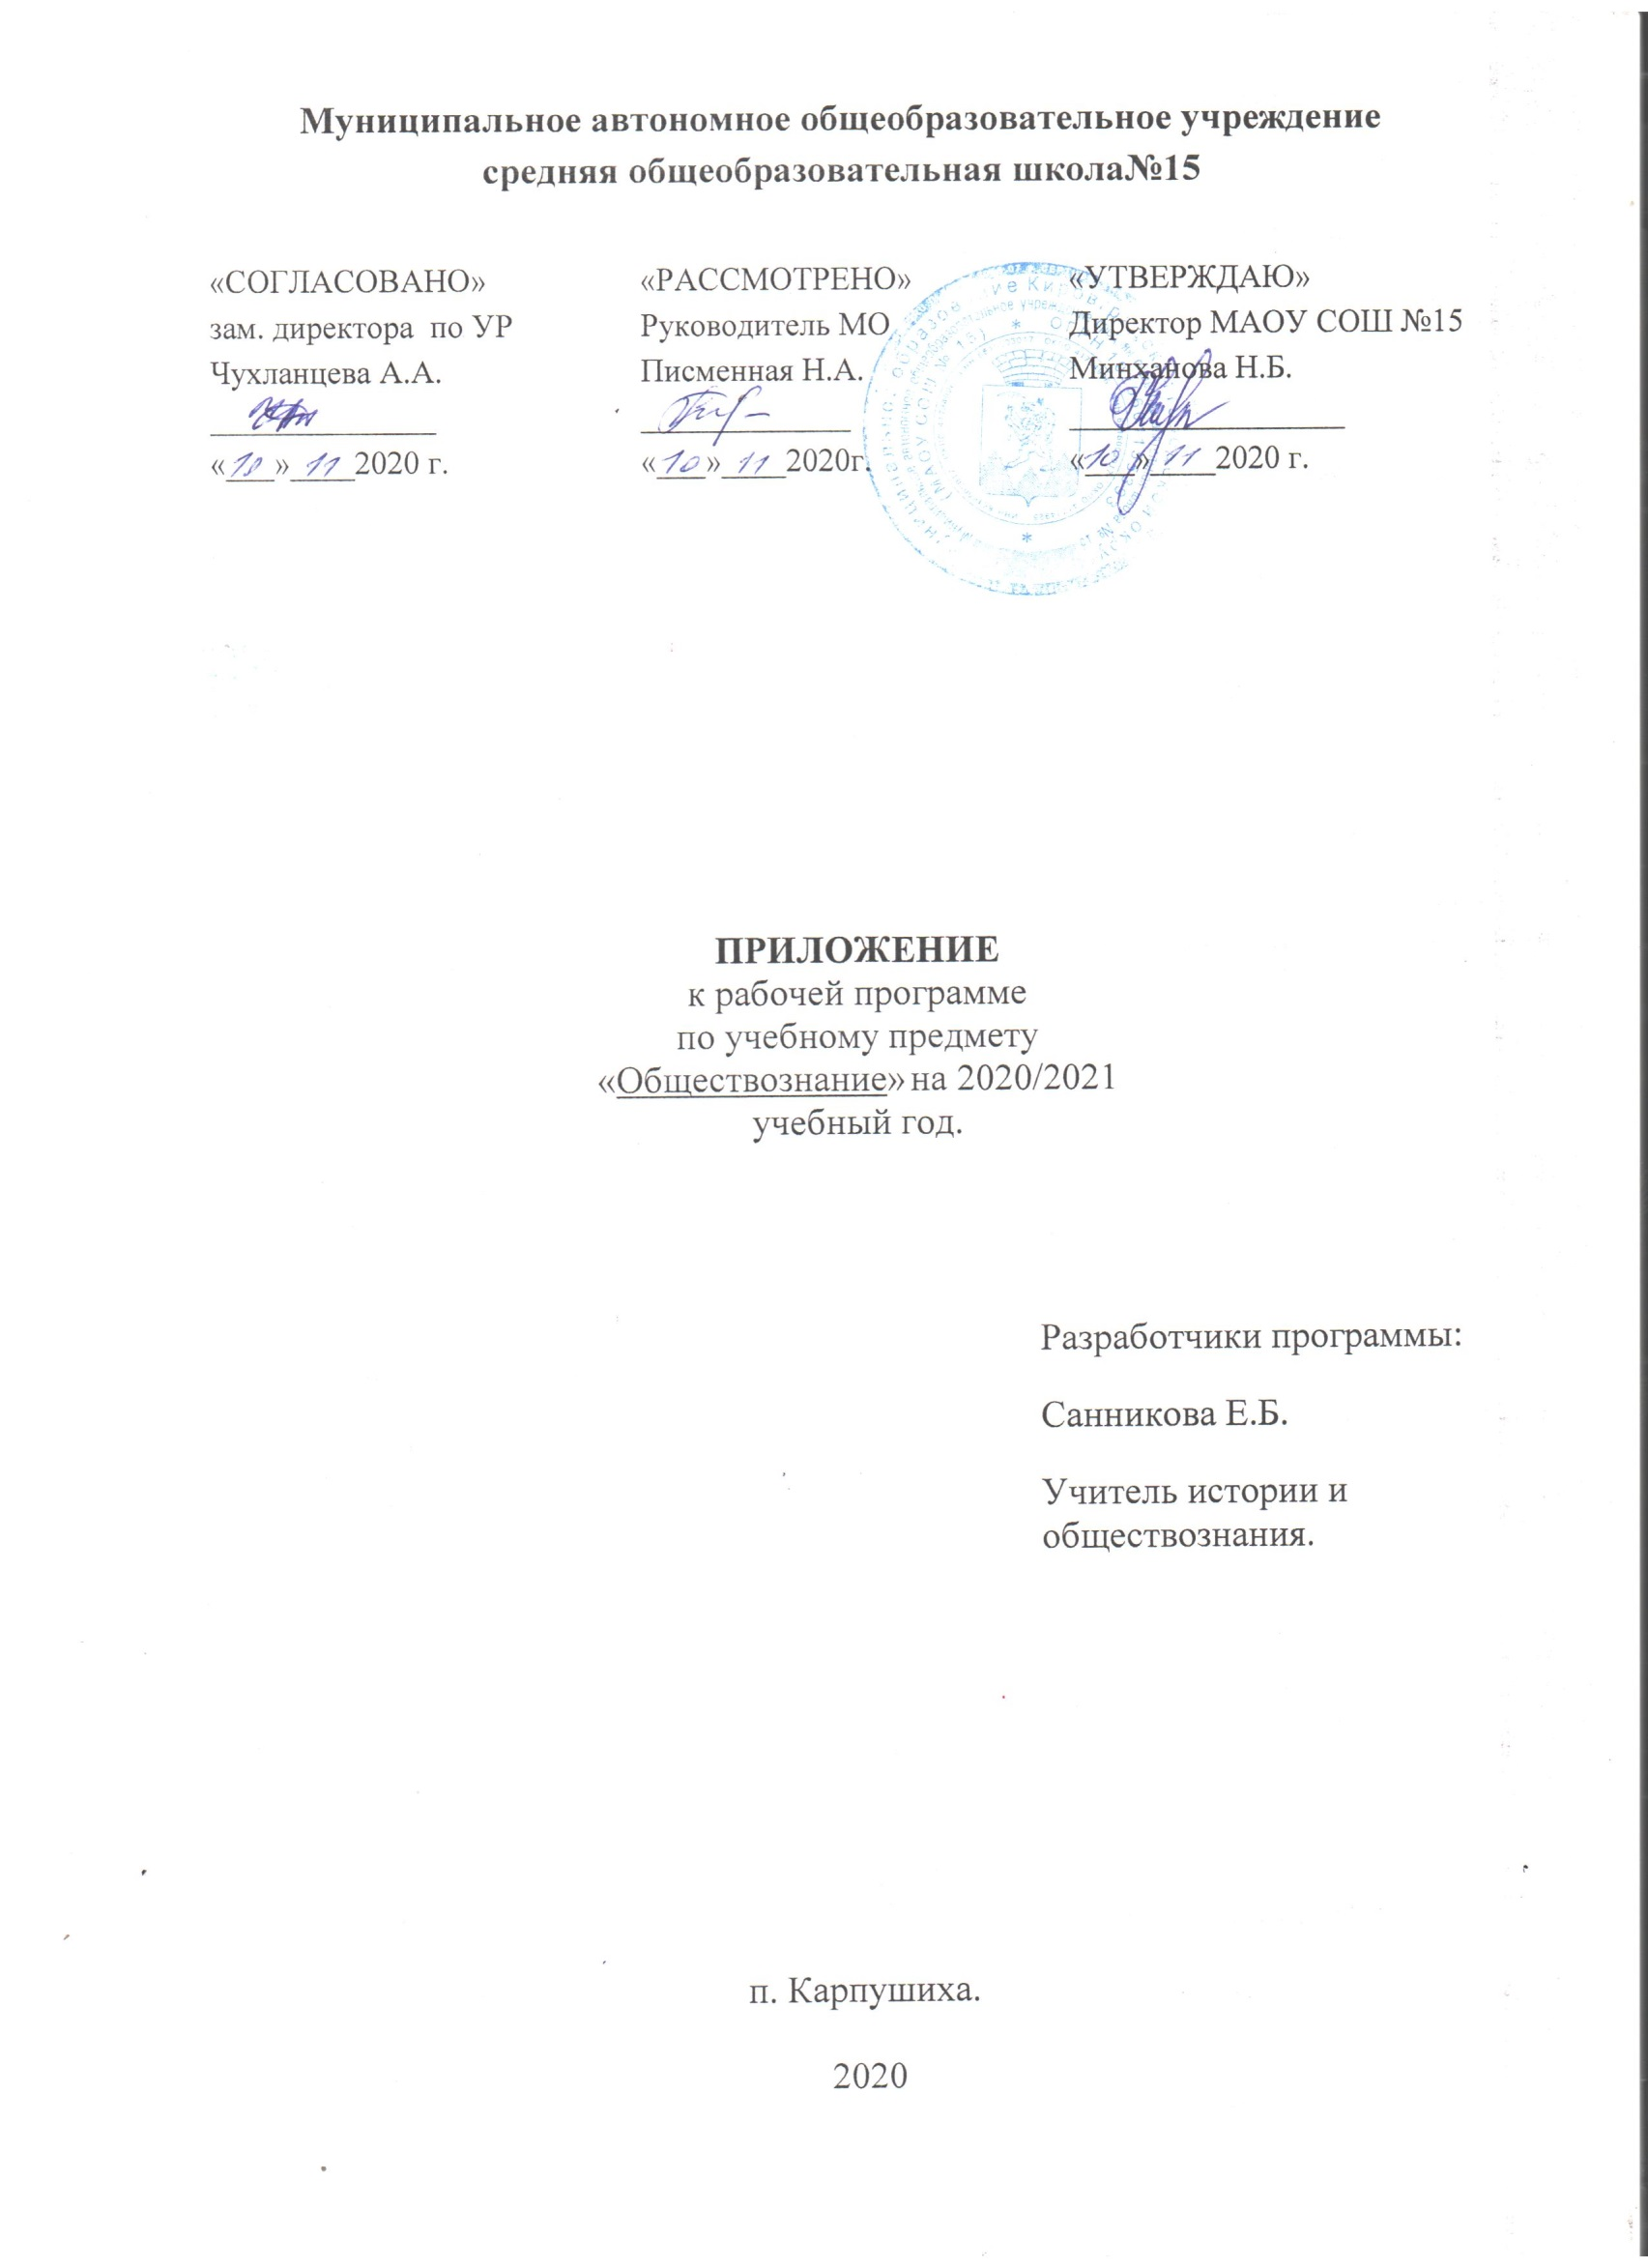 Муниципальное автономное общеобразовательное учреждение
средняя общеобразовательная школа№15
«СОГЛАСОВАНО»
зам. директора по УР
Чухланцева А.А.
«10» 11 2020 г.
«РАССМОТРЕНО»
Руководитель МО
Писменная Н.А.
«10» 11 2020г.
«УТВЕРЖДАЮ»
Директор МАОУ СОШ №15
Минханова Н.Б.
«10» 11 2020 г.
ПРИЛОЖЕНИЕ
к рабочей программе
по учебному предмету
«Обществознание» на 2020/2021
учебный год.
Разработчики программы:
Санникова Е.Б.
Учитель истории и
обществознания.
п. Карпушиха.
2020